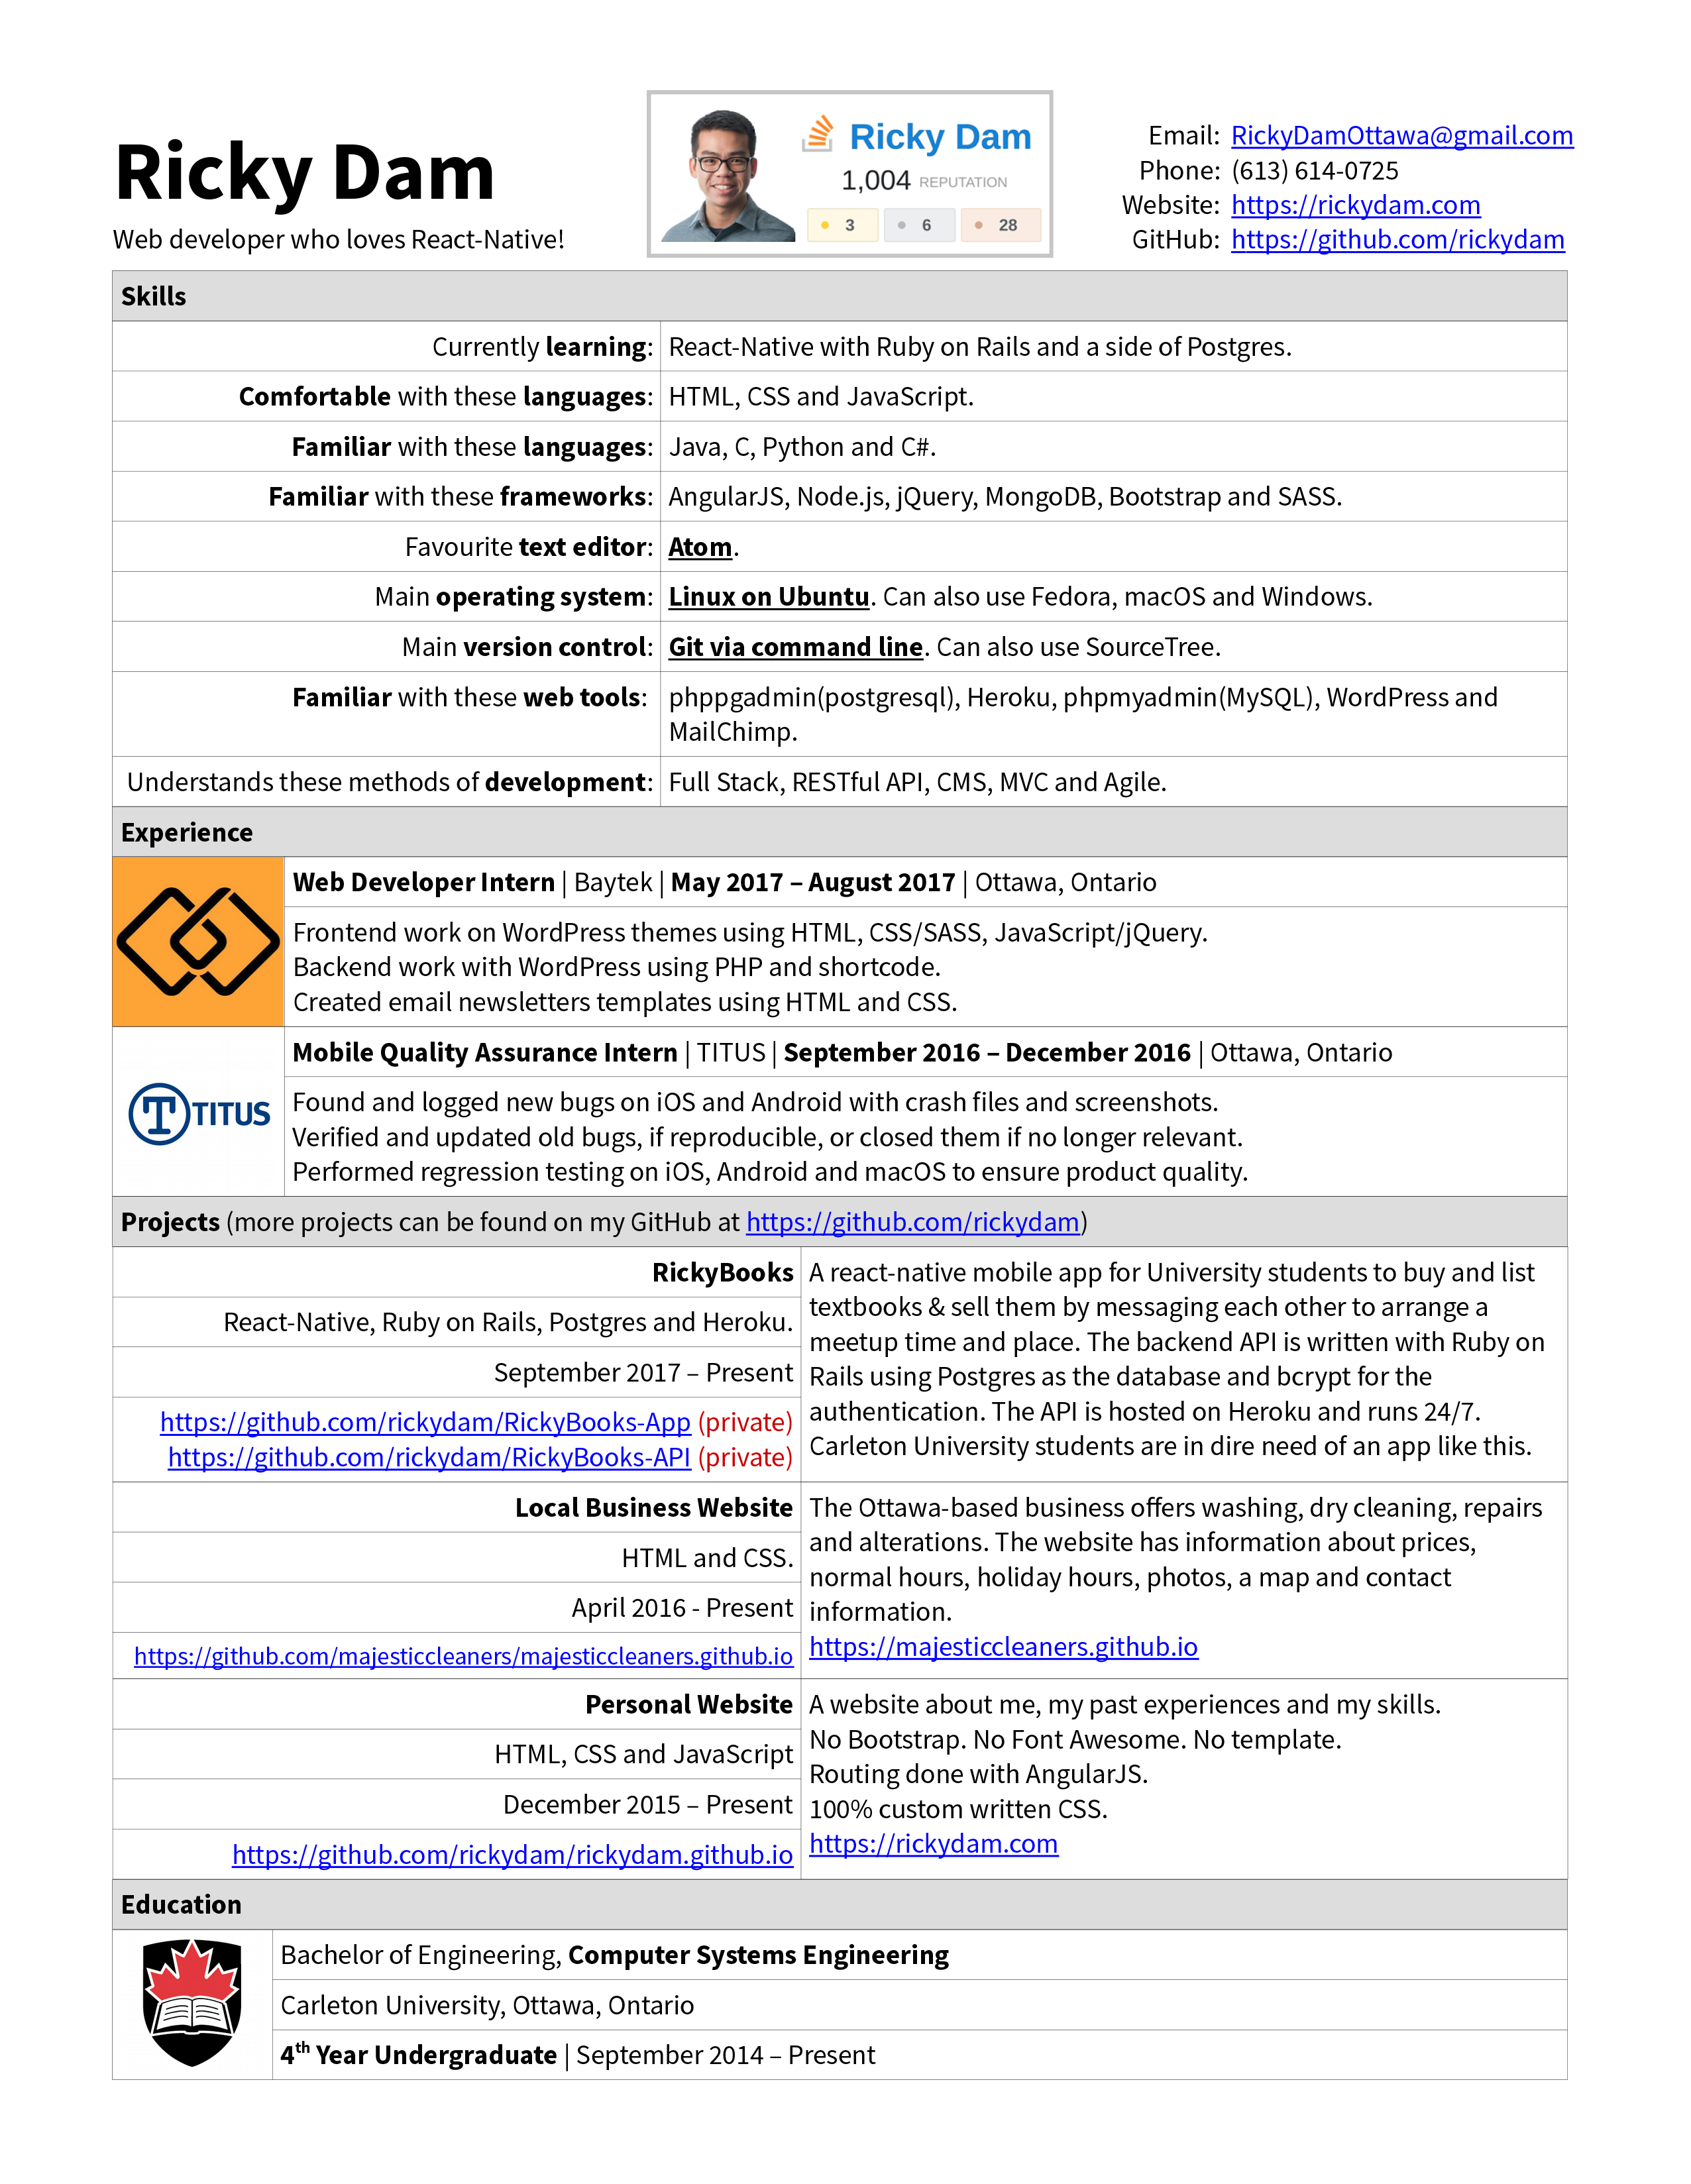 Ricky Dam
Web developer who loves React-Native!
Ricky Dam
1,004 REPUTATION
3 6 28
Email: RickyDamOttawa@gmail.com
Phone: (613) 614-0725
Website: https://rickydam.com
GitHub: https://github.com/rickydam
Skills
Currently learning: React-Native with Ruby on Rails and a side of Postgres.
Comfortable with these languages: HTML, CSS and JavaScript.
Familiar with these languages: Java, C, Python and C#.
Familiar with these frameworks: AngularJS, Node.js, jQuery, MongoDB, Bootstrap and SASS.
Favourite text editor: Atom.
Main operating system: Linux on Ubuntu. Can also use Fedora, macOS and Windows.
Main version control: Git via command line. Can also use SourceTree.
Familiar with these web tools: phppgadmin(postgresql), Heroku, phpmyadmin(MySQL), WordPress and
MailChimp.
Understands these methods of development: Full Stack, RESTful API, CMS, MVC and Agile.
Experience
Web Developer Intern | Baytek | May 2017 – August 2017 | Ottawa, Ontario
Frontend work on WordPress themes using HTML, CSS/SASS, JavaScript/jQuery.
Backend work with WordPress using PHP and shortcode.
Created email newsletters templates using HTML and CSS.
T TITUS
Mobile Quality Assurance Intern | TITUS | September 2016 – December 2016 | Ottawa, Ontario
Found and logged new bugs on iOS and Android with crash files and screenshots.
Verified and updated old bugs, if reproducible, or closed them if no longer relevant.
Performed regression testing on iOS, Android and macOS to ensure product quality.
Projects (more projects can be found on my GitHub at https://github.com/rickydam)
RickyBooks
React-Native, Ruby on Rails, Postgres and Heroku.
September 2017 – Present
https://github.com/rickydam/RickyBooks-App (private)
https://github.com/rickydam/RickyBooks-API (private)
A react-native mobile app for University students to buy and list
textbooks & sell them by messaging each other to arrange a
meetup time and place. The backend API is written with Ruby on
Rails using Postgres as the database and bcrypt for the
authentication. The API is hosted on Heroku and runs 24/7.
Carleton University students are in dire need of an app like this.
Local Business Website
HTML and CSS.
April 2016 - Present
https://github.com/majesticcleaners/majesticcleaners.github.io
The Ottawa-based business offers washing, dry cleaning, repairs
and alterations. The website has information about prices,
normal hours, holiday hours, photos, a map and contact
information.
https://majesticcleaners.github.io
Personal Website
HTML, CSS and JavaScript
December 2015 – Present
https://github.com/rickydam/rickydam.github.io
A website about me, my past experiences and my skills.
No Bootstrap. No Font Awesome. No template.
Routing done with AngularJS.
100% custom written CSS.
https://rickydam.com
Education
Bachelor of Engineering, Computer Systems Engineering
Carleton University, Ottawa, Ontario
4th Year Undergraduate | September 2014 – Present